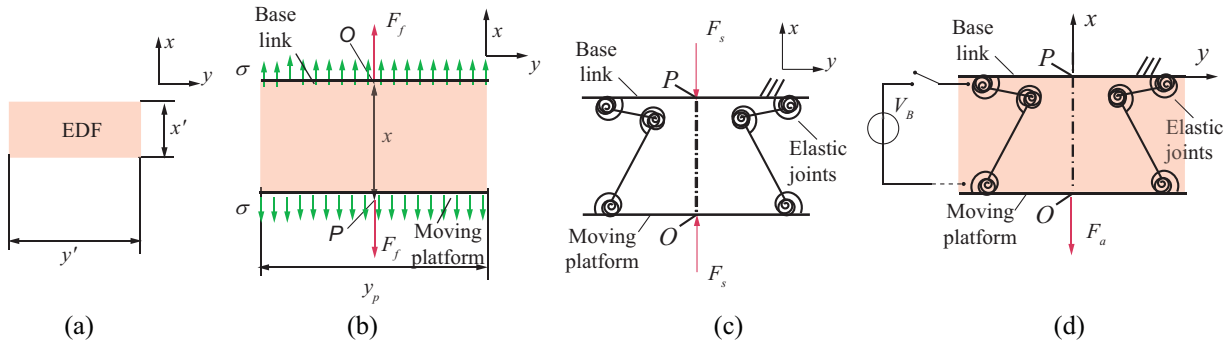 x
y
EDF
x'
y'
(a)
Base
link
O
F_f
x
y
σ
x
σ
P
F_f
Moving
platform
y_p
(b)
F_s
x
y
Base
link
P
Elastic
joints
Moving
platform
O
F_s
(c)
x
Base
link
P
y
V_B
Elastic
joints
Moving
platform
O
F_a
(d)